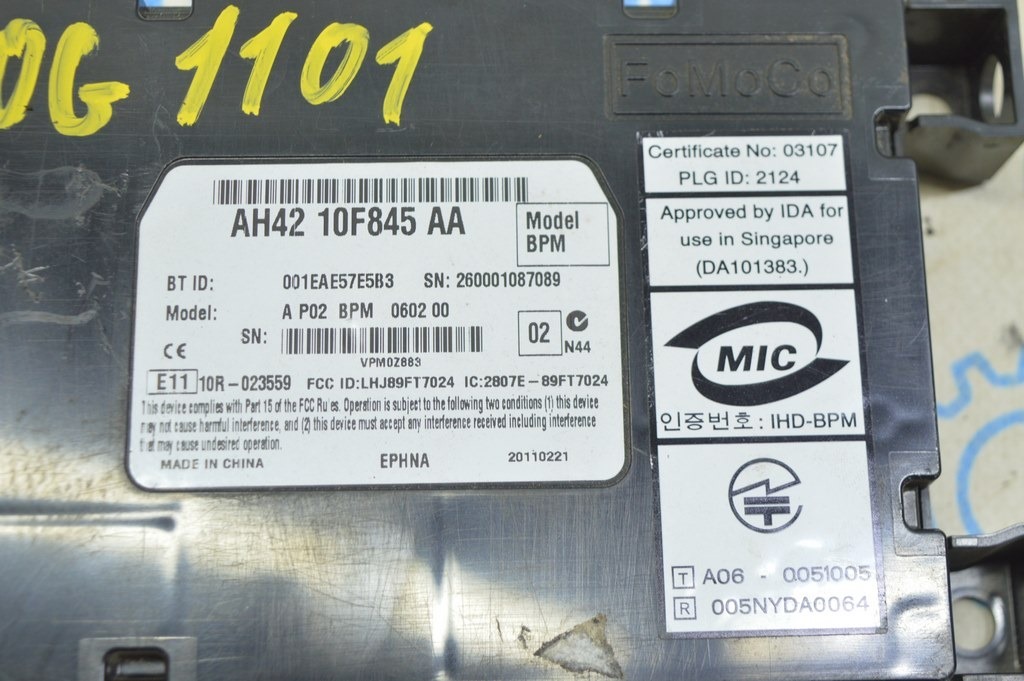 0G 1101
FoMoCo
AH42 10F845 AA
Model
BPM
BT ID: 001EAE57E5B3 SN: 260001087089
Model: A P02 BPM 0602 00
SN:
VPM0Z883
02
N44
CE
E11 10R-023559 FCC ID:LHJ89FT7024 IC:2807E-89FT7024
This device complies with Part 15 of the FCC Rules. Operation is subject to the following two conditions (1) this device
may not cause harmful interference, and (2) this device must accept any interference received including interference
that may cause undesired operation.
MADE IN CHINA EPHNA 20110221
Certificate No: 03107
PLG ID: 2124
Approved by IDA for
use in Singapore
(DA101383.)
MIC
인증번호: IHD-BPM
T A06 - 0051005
R 005NYDA0064